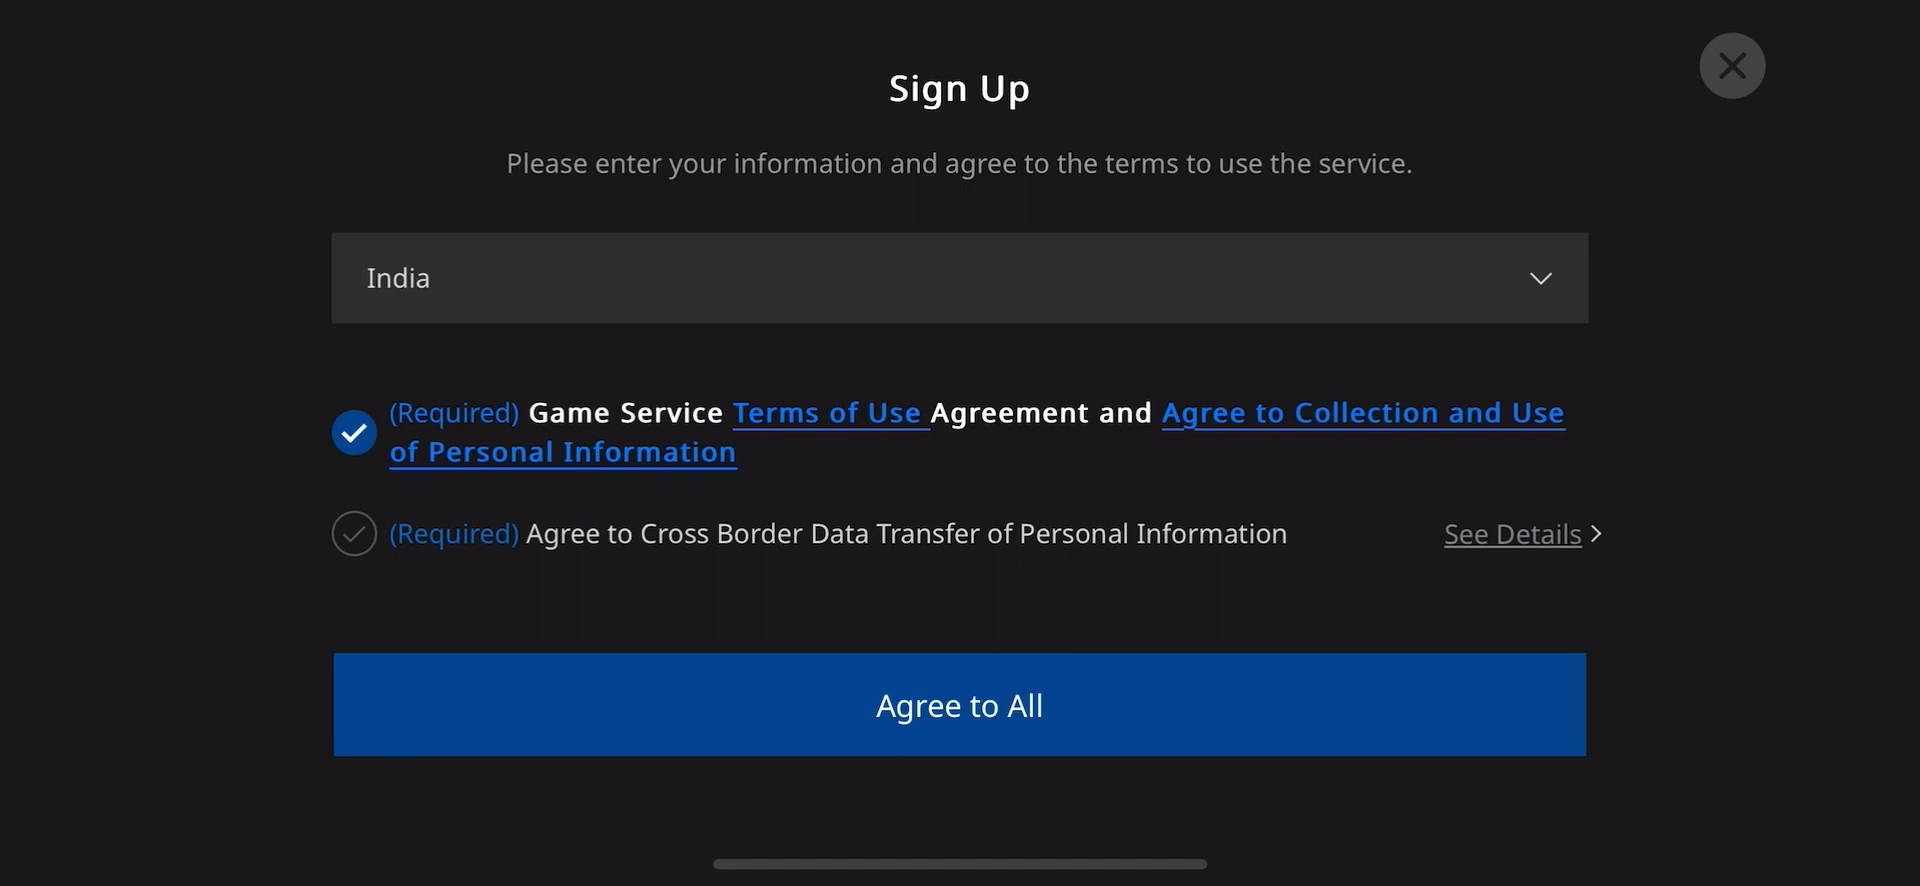 Sign Up
Please enter your information and agree to the terms to use the service.
India
(Required) Game Service Terms of Use Agreement and Agree to Collection and Use
of Personal Information
(Required) Agree to Cross Border Data Transfer of Personal Information See Details
Agree to All